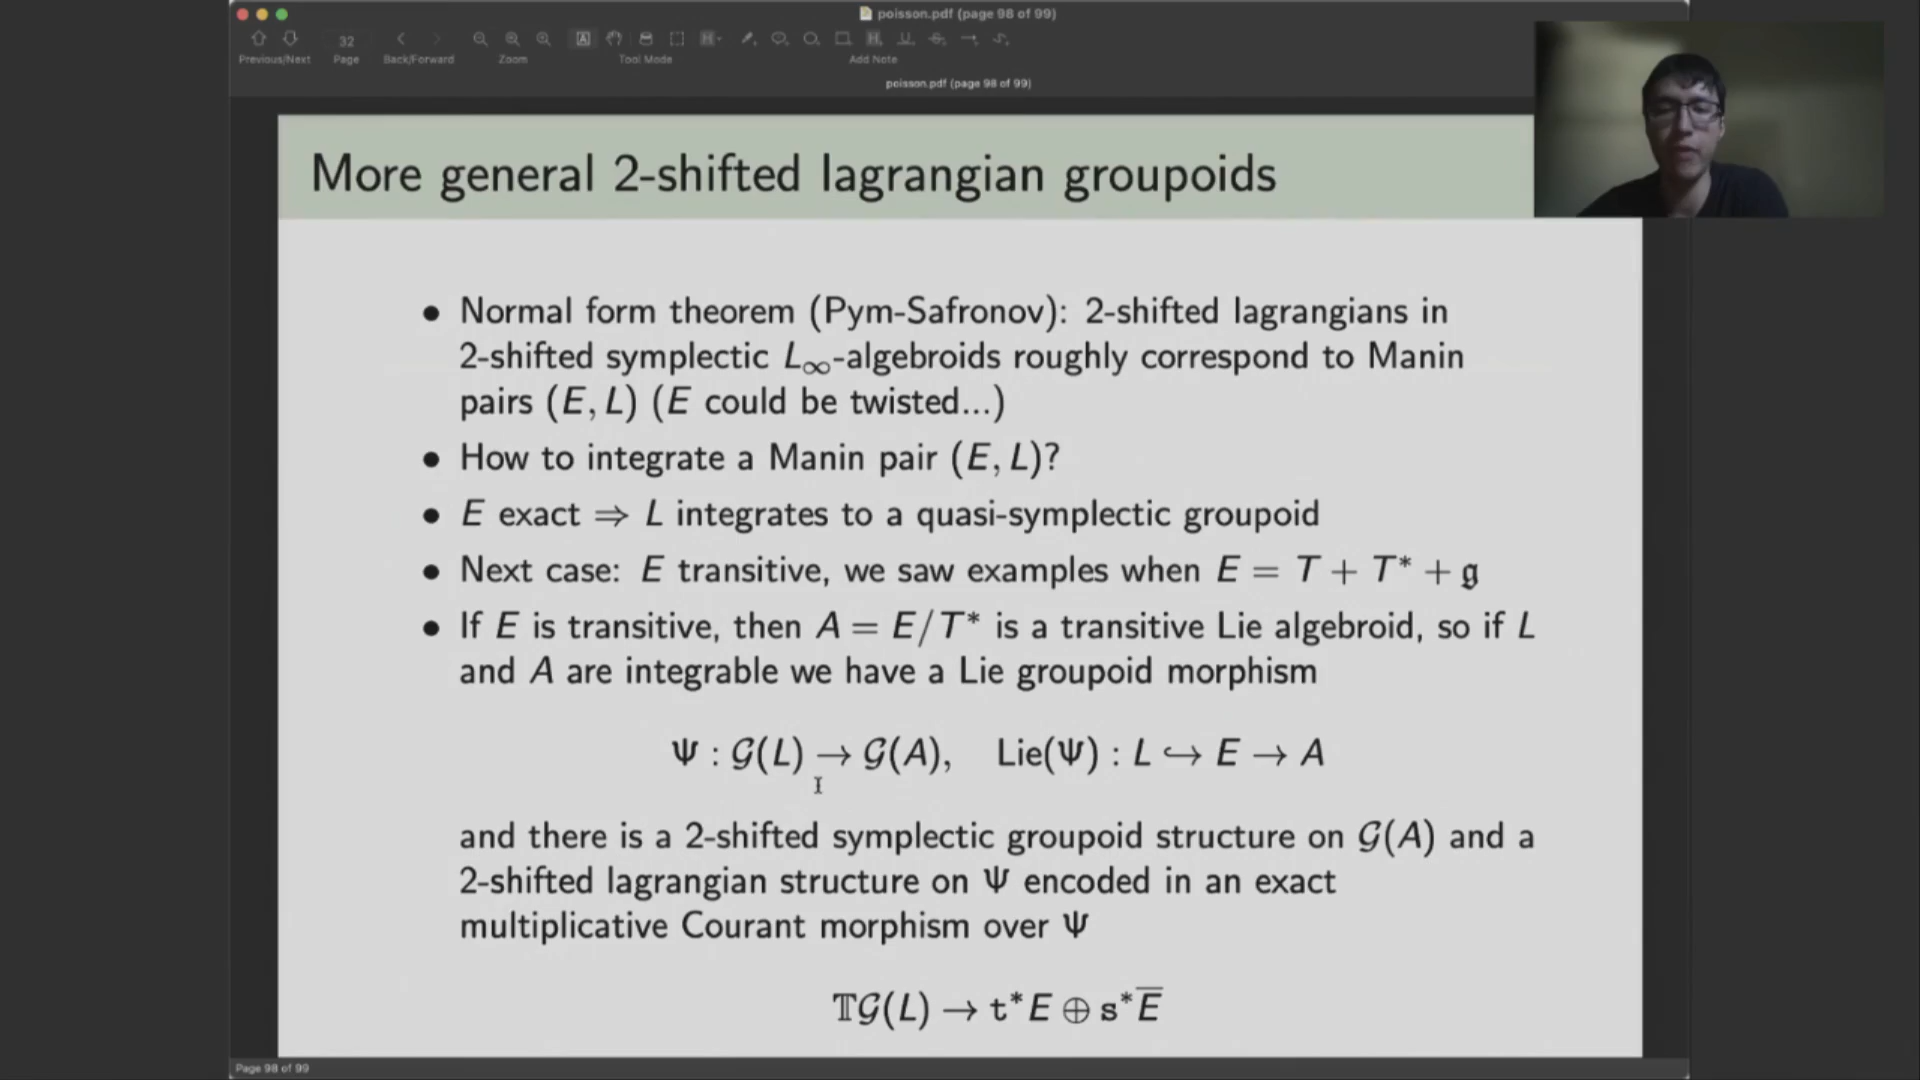 poisson.pdf (page 98 of 99)
32
Previous/Next Page Back/Forward Zoom Tool Mode Add Note
poisson.pdf (page 98 of 99)
More general 2-shifted lagrangian groupoids
• Normal form theorem (Pym-Safronov): 2-shifted lagrangians in
2-shifted symplectic L∞-algebroids roughly correspond to Manin
pairs (E, L) (E could be twisted...)
• How to integrate a Manin pair (E, L)?
• E exact ⇒ L integrates to a quasi-symplectic groupoid
• Next case: E transitive, we saw examples when E = T + T* + 𝔤
• If E is transitive, then A = E/T* is a transitive Lie algebroid, so if L
and A are integrable we have a Lie groupoid morphism
Ψ : 𝒢(L) → 𝒢(A), Lie(Ψ) : L ↪ E → A
and there is a 2-shifted symplectic groupoid structure on 𝒢(A) and a
2-shifted lagrangian structure on Ψ encoded in an exact
multiplicative Courant morphism over Ψ
𝕋𝒢(L) → t*E ⊕ s*E̅
Page 98 of 99